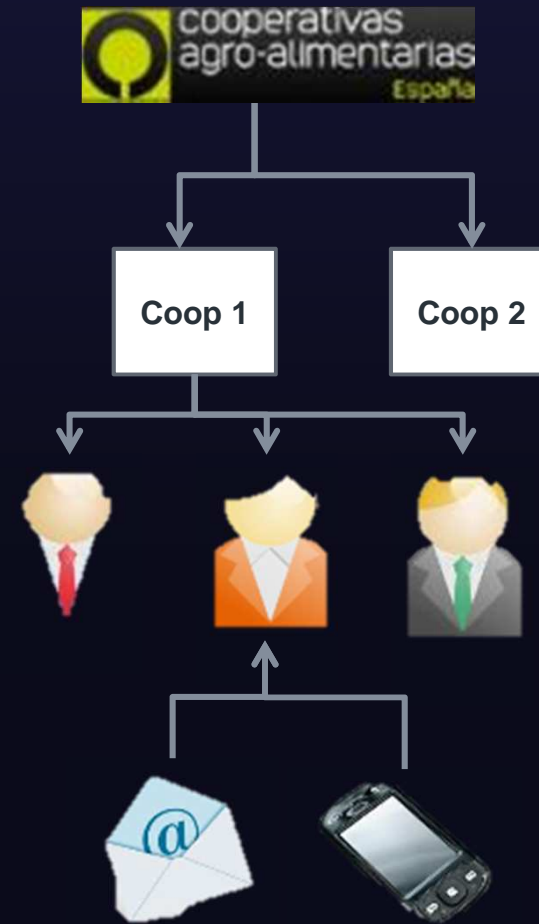 cooperativas
agro-alimentarias
España
Coop 1
Coop 2
@